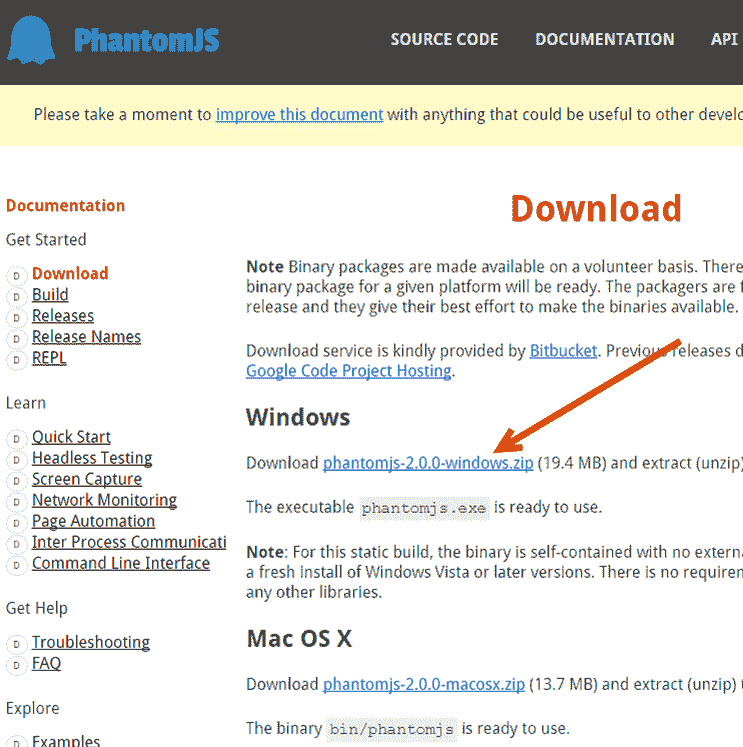 PhantomJS
SOURCE CODE
DOCUMENTATION
API
Please take a moment to improve this document with anything that could be useful to other develo
Documentation
Get Started
D Download
D Build
D Releases
D Release Names
D REPL
Learn
D Quick Start
D Headless Testing
D Screen Capture
D Network Monitoring
D Page Automation
D Inter Process Communicati
D Command Line Interface
Get Help
D Troubleshooting
D FAQ
Explore
D Examples
Download
Note Binary packages are made available on a volunteer basis. There
binary package for a given platform will be ready. The packagers are
release and they give their best effort to make the binaries available.
Download service is kindly provided by Bitbucket. Previous releases
Google Code Project Hosting.
Windows
Download phantomjs-2.0.0-windows.zip (19.4 MB) and extract (unzip)
The executable phantomjs.exe is ready to use.
Note: For this static build, the binary is self-contained with no externa
a fresh install of Windows Vista or later versions. There is no requiren
any other libraries.
Mac OS X
Download phantomjs-2.0.0-macosx.zip (13.7 MB) and extract (unzip)
The binary bin/phantomjs is ready to use.